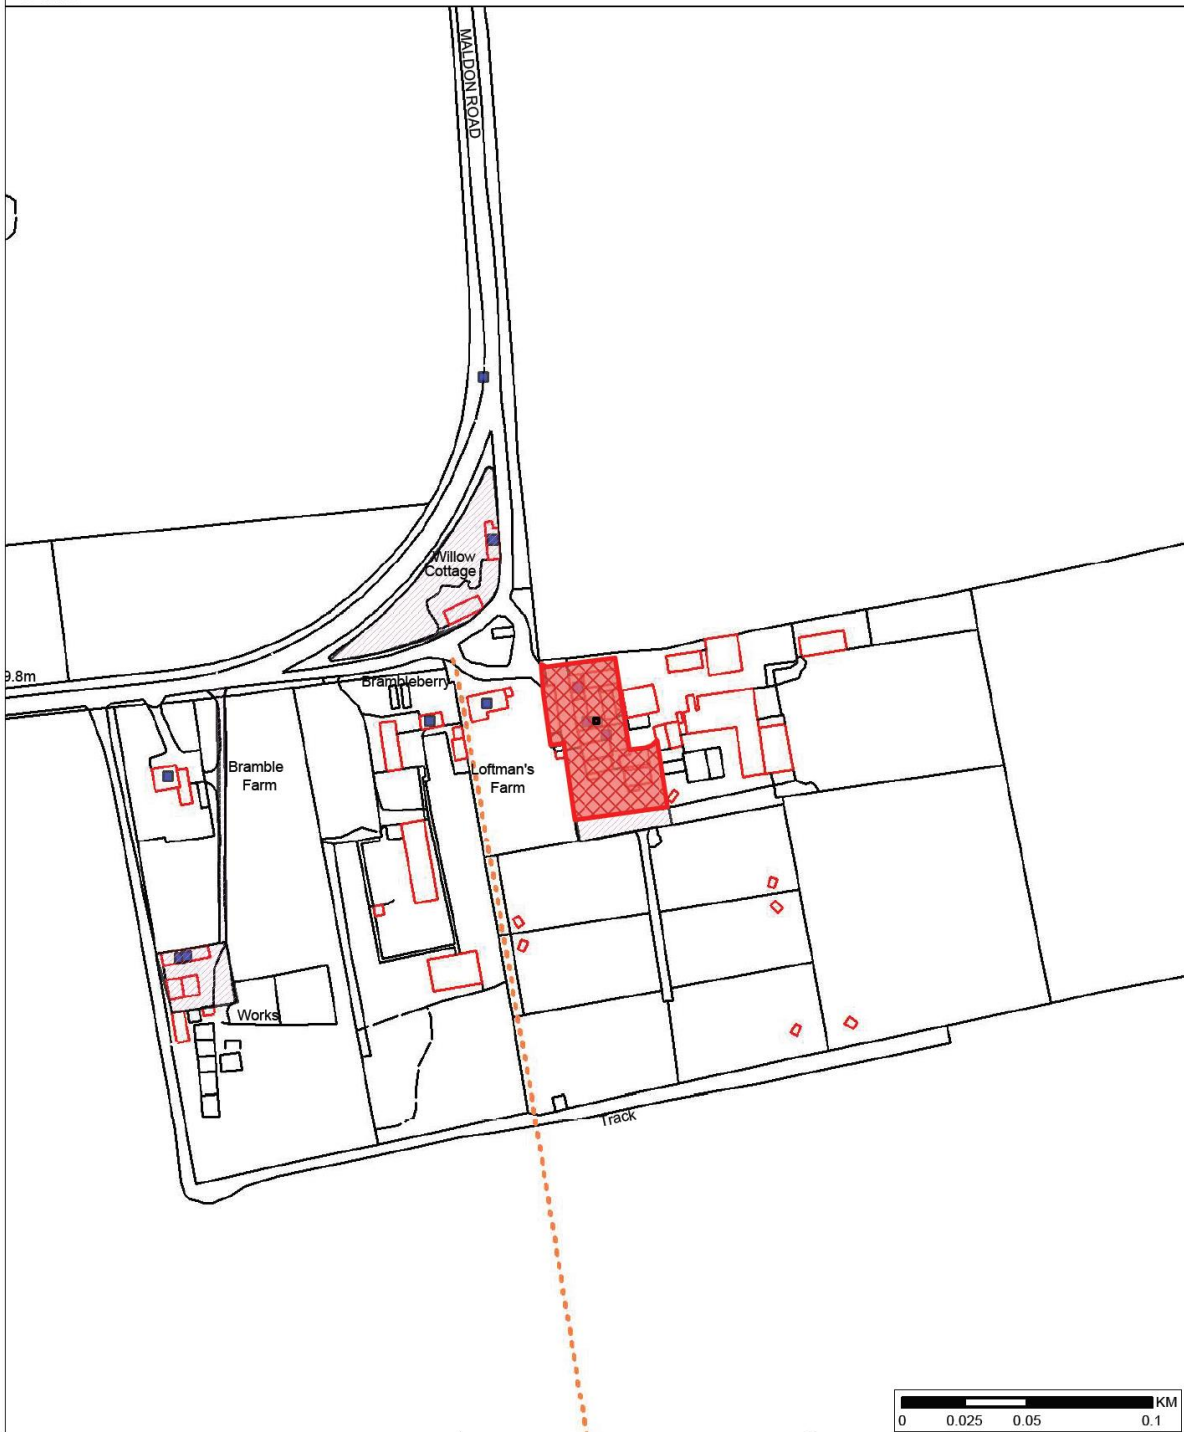 MALDON ROAD
Willow
Cottage
9.8m
Brambleberry
Bramble
Farm
Loftman's
Farm
Works
Track
KM
0 0.025 0.05 0.1